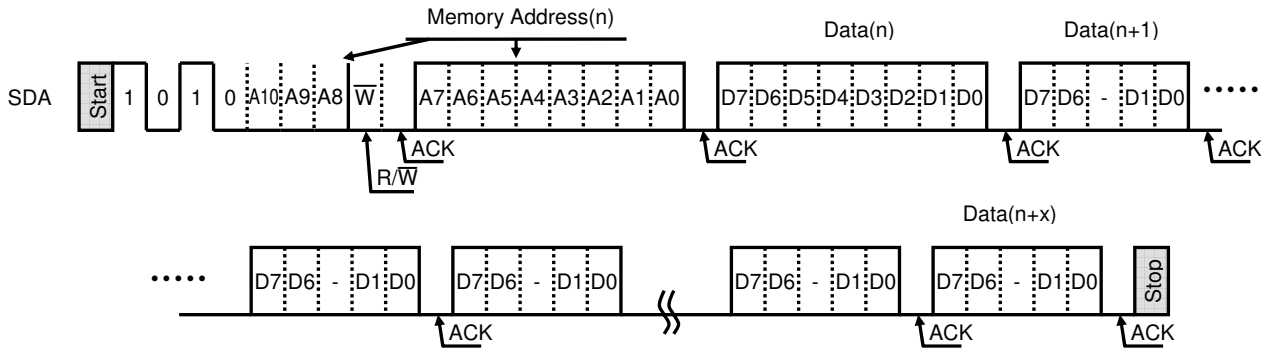 Memory Address(n)
Data(n) Data(n+1)
SDA Start 1 0 1 0 A10 A9 A8 W̅ A7 A6 A5 A4 A3 A2 A1 A0 D7 D6 D5 D4 D3 D2 D1 D0 D7 D6 - D1 D0 •••••
ACK ACK ACK ACK
R/W̅
Data(n+x)
••••• D7 D6 - D1 D0 D7 D6 - D1 D0 D7 D6 - D1 D0 D7 D6 - D1 D0 Stop
ACK ACK ACK